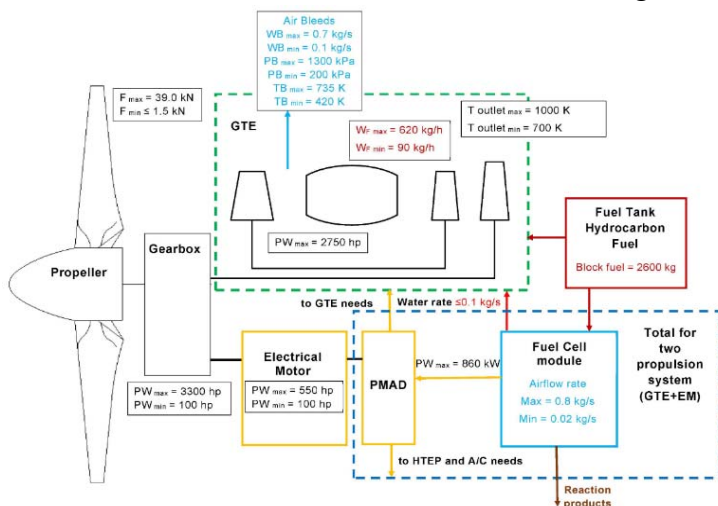 Air Bleeds
WB max = 0.7 kg/s
WB min = 0.1 kg/s
PB max = 1300 kPa
PB min = 200 kPa
TB max = 735 K
TB min = 420 K
F max = 39.0 kN
F min ≤ 1.5 kN
GTE
WF max = 620 kg/h
WF min = 90 kg/h
T outlet max = 1000 K
T outlet min = 700 K
PW max = 2750 hp
Propeller
Gearbox
Fuel Tank
Hydrocarbon
Fuel
Block fuel = 2600 kg
to GTE needs
Water rate ≤0.1 kg/s
PW max = 3300 hp
PW min = 100 hp
Electrical
Motor
PW max = 550 hp
PW min = 100 hp
PMAD
PW max = 860 kW
Fuel Cell
module
Airflow rate
Max = 0.8 kg/s
Min = 0.02 kg/s
Total for
two
propulsion
system
(GTE+EM)
to HTEP and A/C needs
Reaction
products